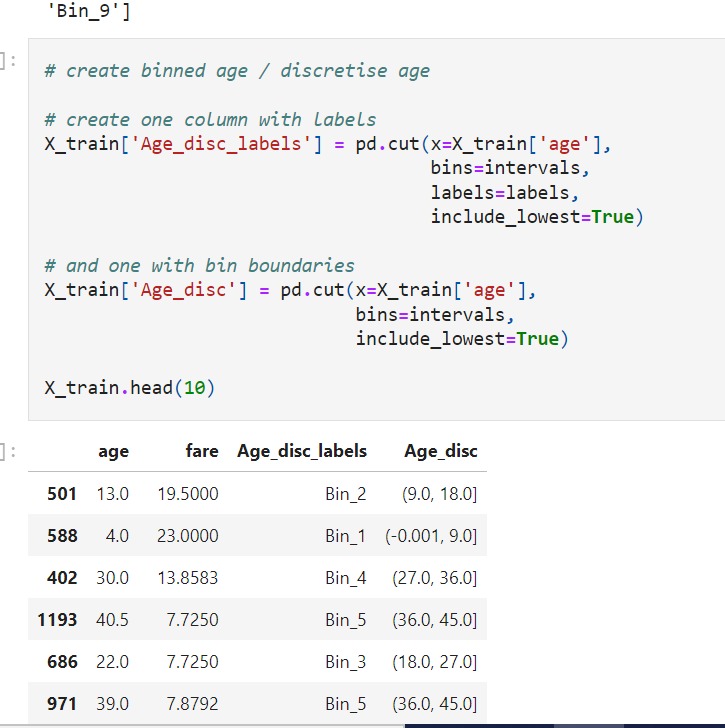 'Bin_9']
]:
# create binned age / discretise age
# create one column with labels
X_train['Age_disc_labels'] = pd.cut(x=X_train['age'],
bins=intervals,
labels=labels,
include_lowest=True)
# and one with bin boundaries
X_train['Age_disc'] = pd.cut(x=X_train['age'],
bins=intervals,
include_lowest=True)
X_train.head(10)
]:
age fare Age_disc_labels Age_disc
501 13.0 19.5000 Bin_2 (9.0, 18.0]
588 4.0 23.0000 Bin_1 (-0.001, 9.0]
402 30.0 13.8583 Bin_4 (27.0, 36.0]
1193 40.5 7.7250 Bin_5 (36.0, 45.0]
686 22.0 7.7250 Bin_3 (18.0, 27.0]
971 39.0 7.8792 Bin_5 (36.0, 45.0]